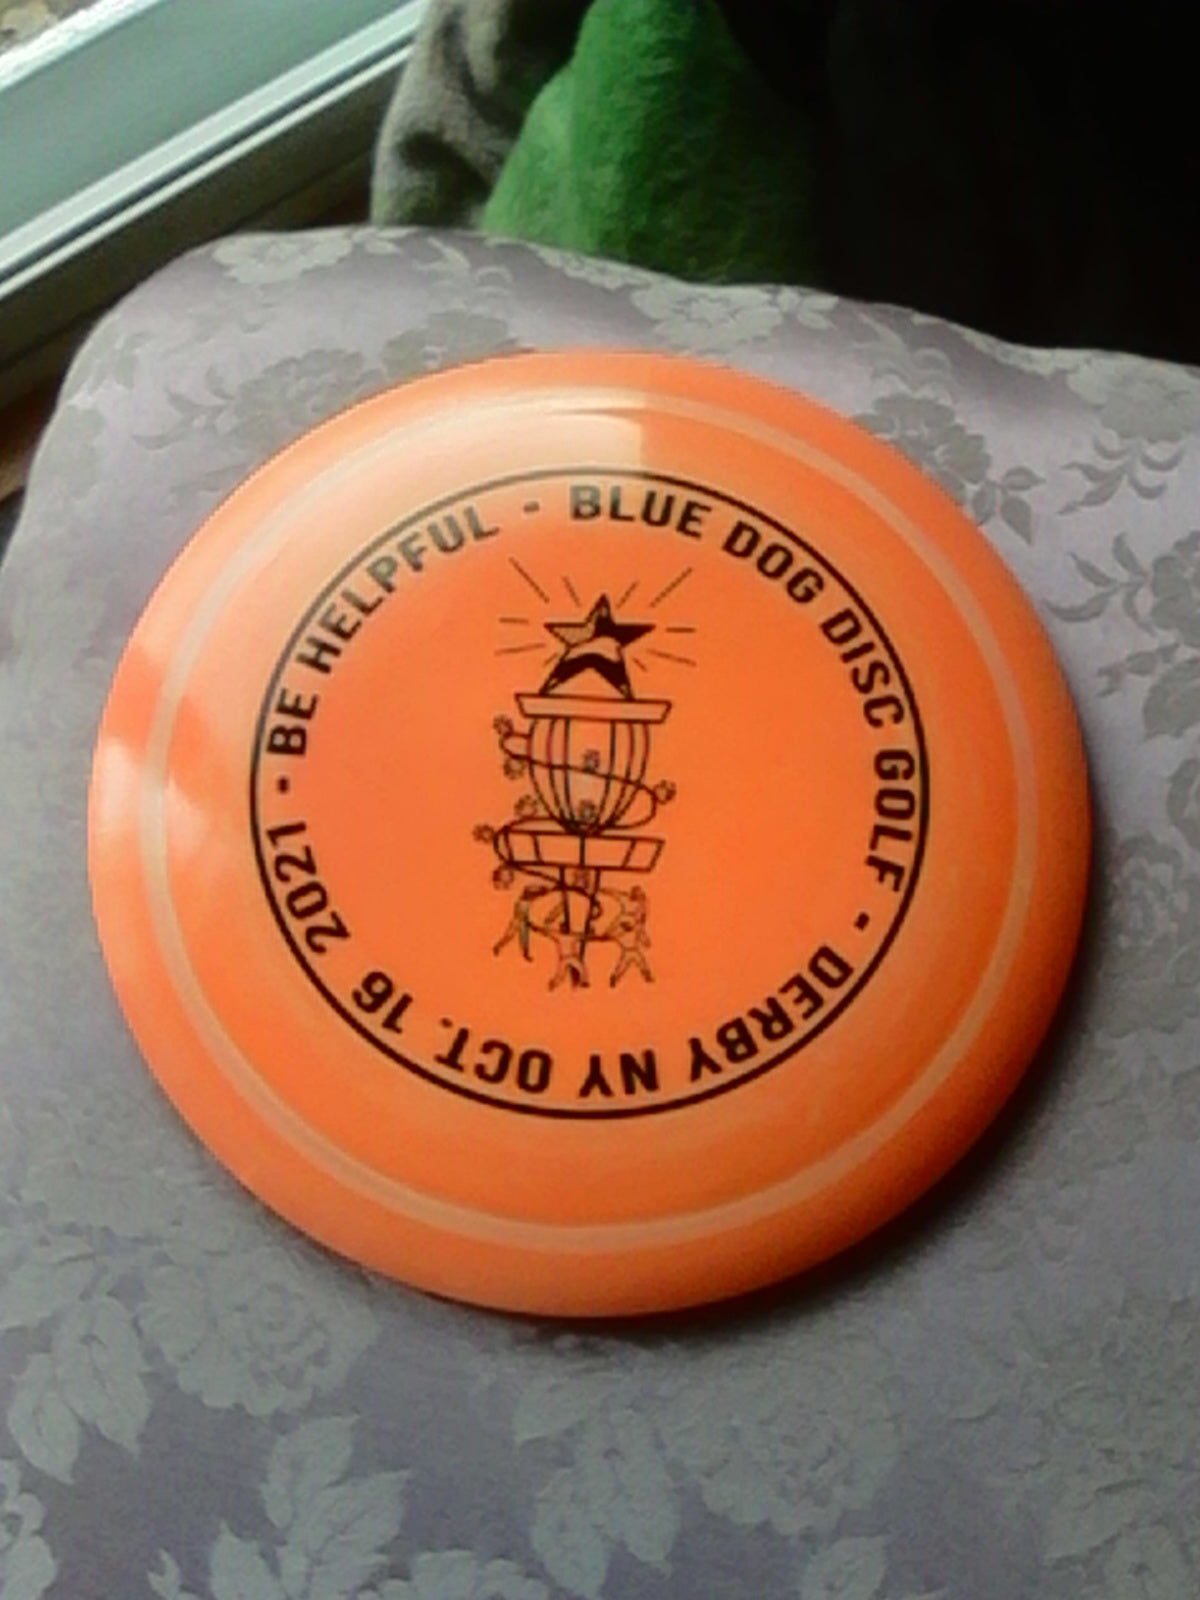 BE HELPFUL - BLUE DOG DISC GOLF - DERBY NY OCT. 16 2021 -